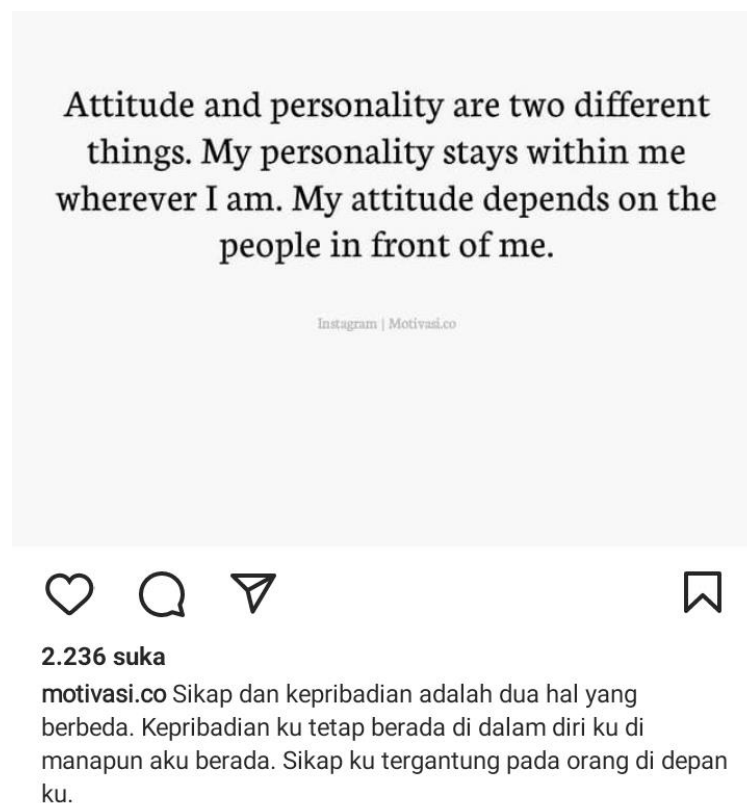 Attitude and personality are two different
things. My personality stays within me
wherever I am. My attitude depends on the
people in front of me.
Instagram | Motivasi.co
2.236 suka
motivasi.co Sikap dan kepribadian adalah dua hal yang
berbeda. Kepribadian ku tetap berada di dalam diri ku di
manapun aku berada. Sikap ku tergantung pada orang di depan
ku.